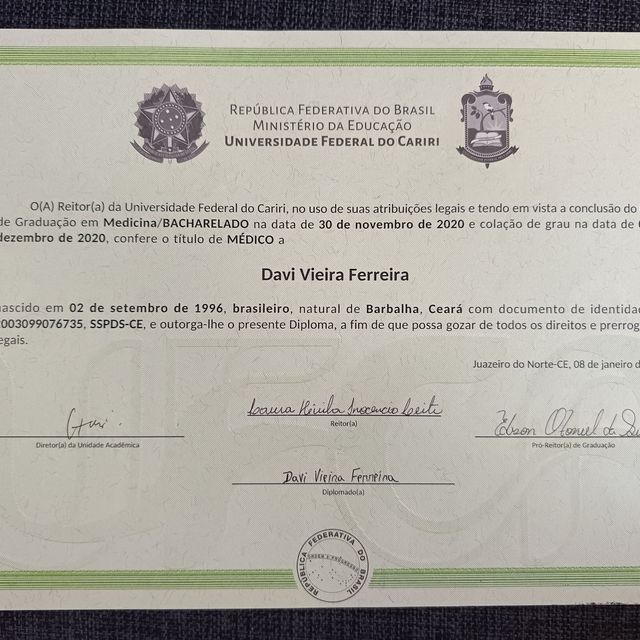 REPÚBLICA FEDERATIVA DO BRASIL
MINISTÉRIO DA EDUCAÇÃO
UNIVERSIDADE FEDERAL DO CARIRI
O(A) Reitor(a) da Universidade Federal do Cariri, no uso de suas atribuições legais e tendo em vista a conclusão do
de Graduação em Medicina/BACHARELADO na data de 30 de novembro de 2020 e colação de grau na data de
dezembro de 2020, confere o título de MÉDICO a
Davi Vieira Ferreira
nascido em 02 de setembro de 1996, brasileiro, natural de Barbalha, Ceará com documento de identidad
2003099076735, SSPDS-CE, e outorga-lhe o presente Diploma, a fim de que possa gozar de todos os direitos e prerrog
legais.
Juazeiro do Norte-CE, 08 de janeiro d
Laura Hévila Inocencio Leite
Reitor(a)
Diretor(a) da Unidade Acadêmica
Pró-Reitor(a) de Graduação
Davi Vieira Ferreira
Diplomado(a)
REPÚBLICA FEDERATIVA DO BRASIL